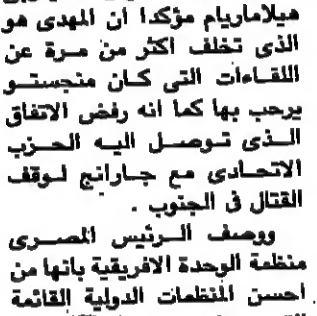 هيلاماريام مؤكدا ان المهدى هو
الذى تخلف اكثر من مرة عن
اللقاءات التى كان منجستو
يرحب بها كما انه رفض الاتفاق
الذى توصل اليه الحزب
الاتحادى مع جارانج لوقف
القتال فى الجنوب .
ووصف الرئيس المصرى
منظمة الوحدة الافريقية بانها من
احسن المنظمات الدولية القائمة